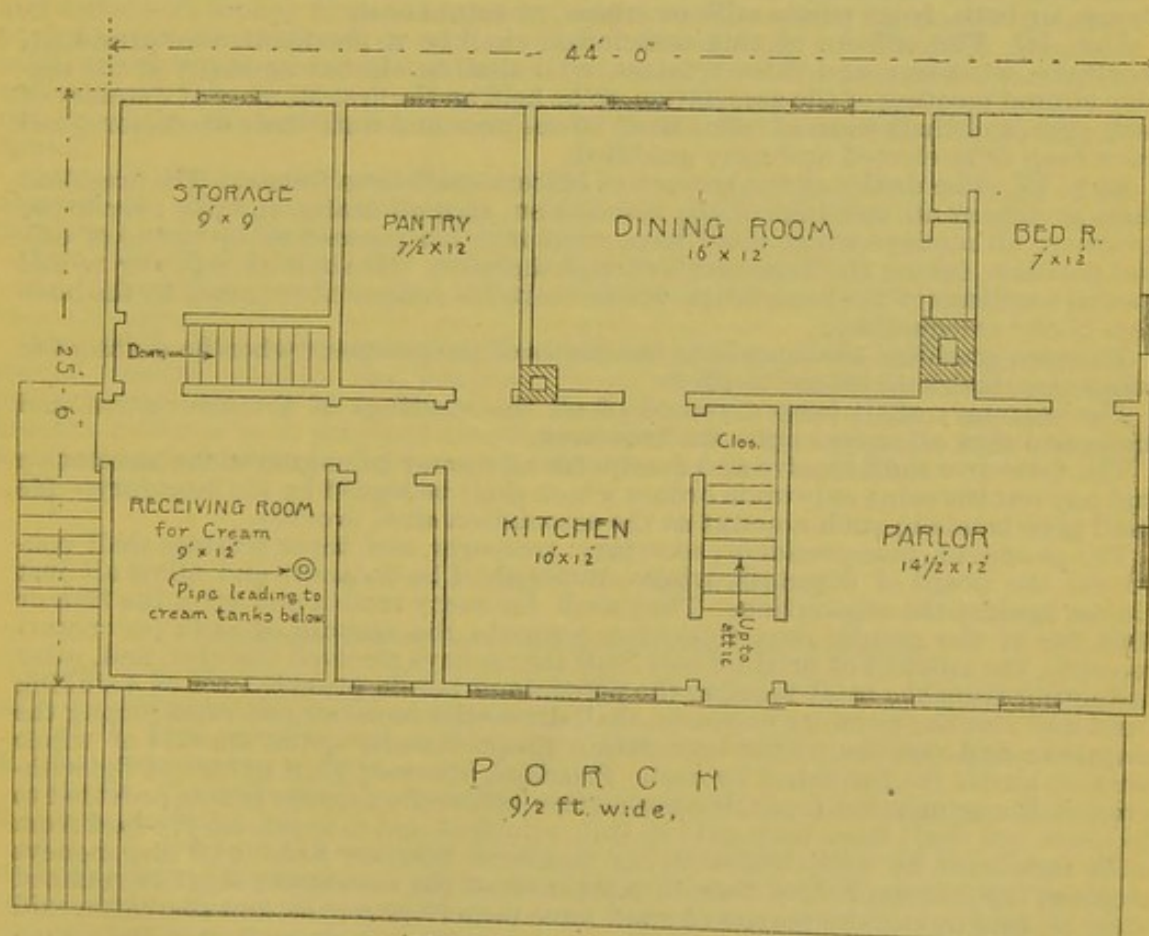 44'-0"
STORAGE
9' x 9'
PANTRY
7½' X 12'
DINING ROOM
16' x 12'
BED R.
7' x 12'
Down
25'-6"
Clos.
RECEIVING ROOM
for Cream
9' x 12'
Pipe leading to
cream tanks below
KITCHEN
10' x 12'
Up to
attic
PARLOR
14½' x 12'
PORCH
9½ ft. wide,